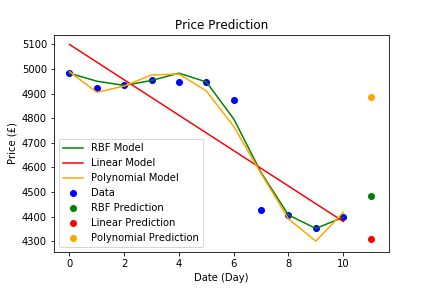 Price Prediction
5100
5000
4900
4800
4700
4600
4500
4400
4300
Price (£)
RBF Model
Linear Model
Polynomial Model
Data
RBF Prediction
Linear Prediction
Polynomial Prediction
0 2 4 6 8 10
Date (Day)